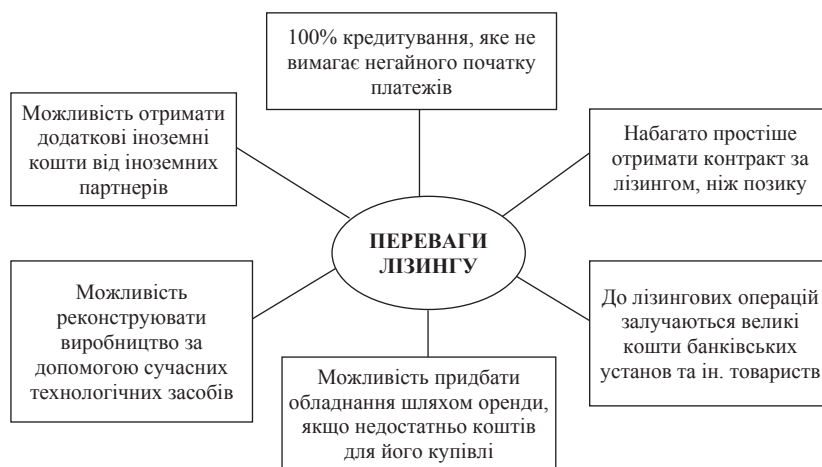 100% кредитування, яке не
вимагає негайного початку
платежів
Можливість отримати
додаткові іноземні
кошти від іноземних
партнерів
Набагато простіше
отримати контракт за
лізингом, ніж позику
ПЕРЕВАГИ
ЛІЗИНГУ
Можливість
реконструювати
виробництво за
допомогою сучасних
технологічних засобів
До лізингових операцій
залучаються великі
кошти банківських
установ та ін. товариств
Можливість придбати
обладнання шляхом оренди,
якщо недостатньо коштів
для його купівлі